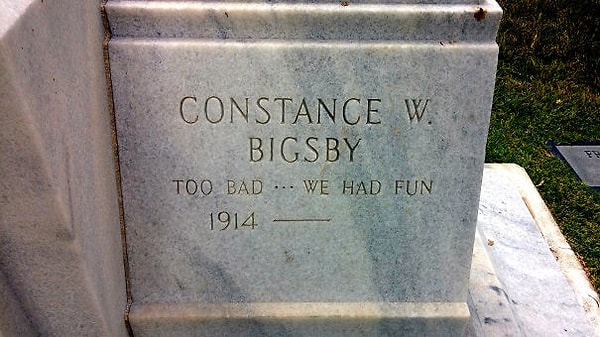 CONSTANCE W.
BIGSBY
TOO BAD ··· WE HAD FUN
1914 ——